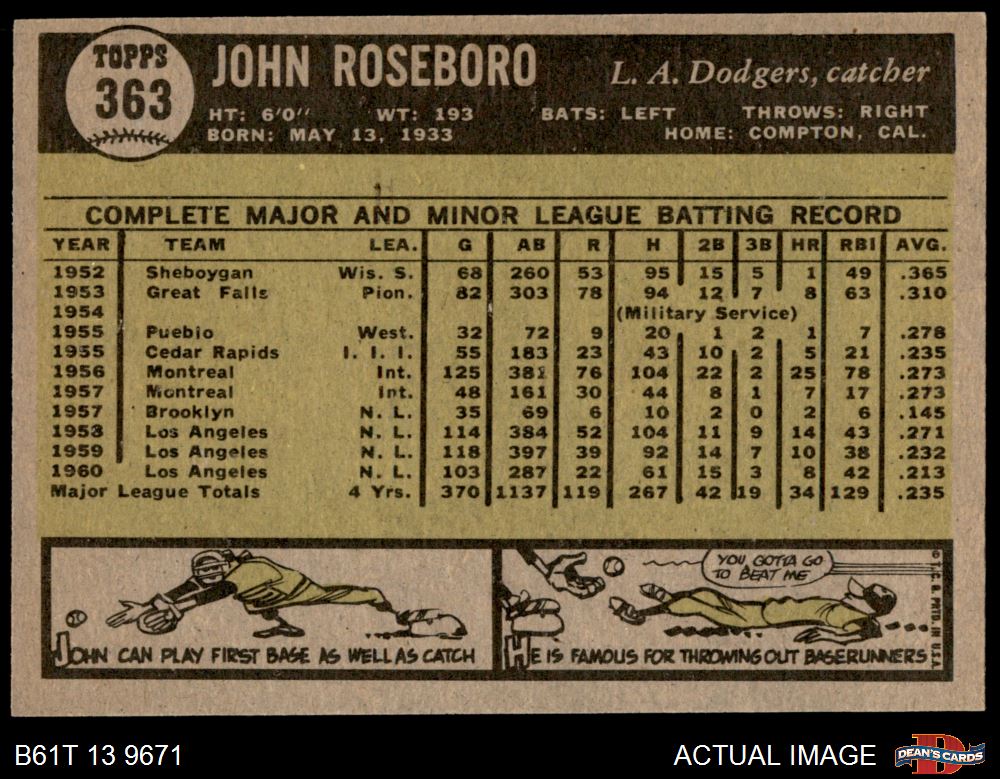 TOPPS
363
JOHN ROSEBORO
L. A. Dodgers, catcher
HT: 6'0" WT: 193 BATS: LEFT THROWS: RIGHT
BORN: MAY 13, 1933 HOME: COMPTON, CAL.
COMPLETE MAJOR AND MINOR LEAGUE BATTING RECORD
YEAR TEAM LEA. G AB R H 2B 3B HR RBI AVG.
1952 Sheboygan Wis. S. 68 260 53 95 15 5 1 49 .365
1953 Great Falls Pion. 82 303 78 94 12 7 8 63 .310
1954 (Military Service)
1955 Pueblo West. 32 72 9 20 1 2 1 7 .278
1955 Cedar Rapids I. I. I. 55 183 23 43 10 2 5 21 .235
1956 Montreal Int. 125 381 76 104 22 2 25 78 .273
1957 Montreal Int. 48 161 30 44 8 1 7 17 .273
1957 Brooklyn N. L. 35 69 6 10 2 0 2 6 .145
1958 Los Angeles N. L. 114 384 52 104 11 9 14 43 .271
1959 Los Angeles N. L. 118 397 39 92 14 7 10 38 .232
1960 Los Angeles N. L. 103 287 22 61 15 3 8 42 .213
Major League Totals 4 Yrs. 370 1137 119 267 42 19 34 129 .235
JOHN CAN PLAY FIRST BASE AS WELL AS CATCH
YOU GOTTA GO
TO BEAT ME
HE IS FAMOUS FOR THROWING OUT BASERUNNERS
© T.C.G. PRTD. IN U.S.A.
B61T 13 9671
ACTUAL IMAGE
DEAN'S CARDS